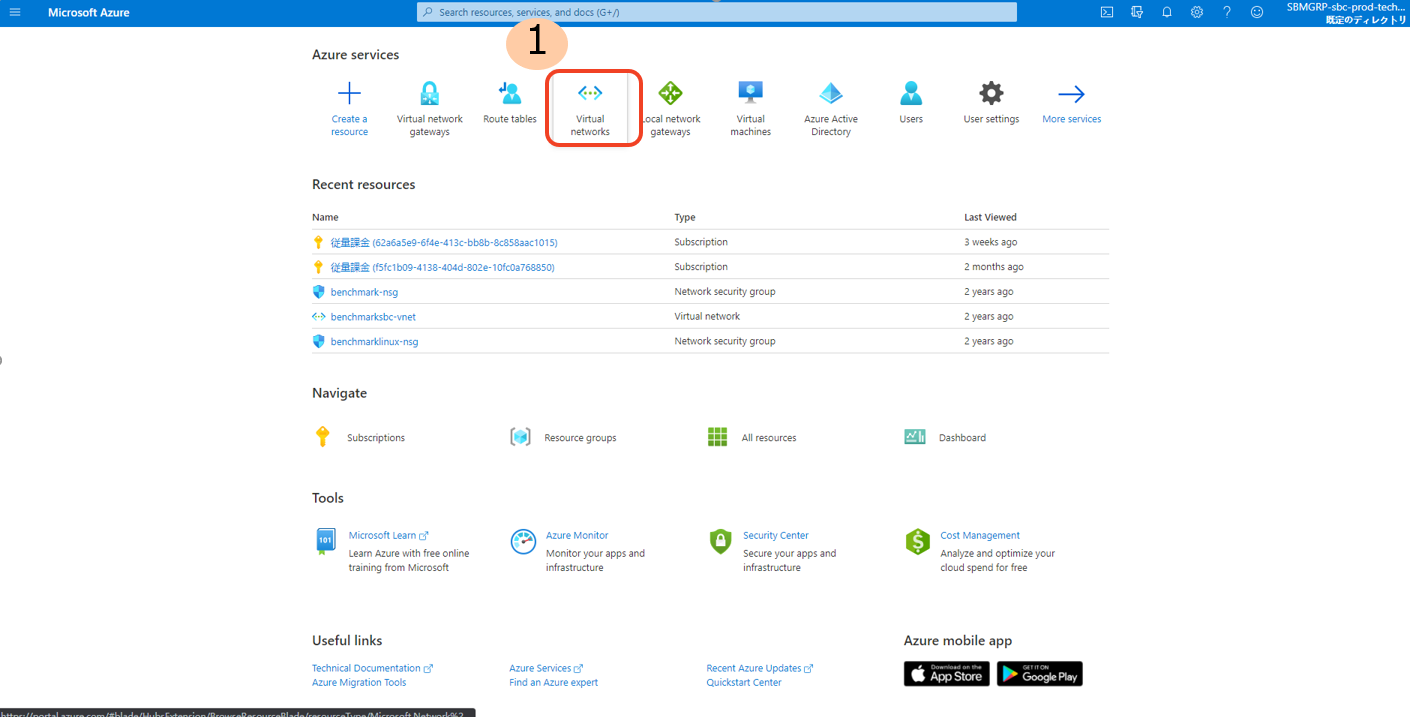 Microsoft Azure
Search resources, services, and docs (G+/)
SBMGRP-sbc-prod-tech...
既定のディレクトリ
1
Azure services
Create a
resource
Virtual network
gateways
Route tables
Virtual
networks
Local network
gateways
Virtual
machines
Azure Active
Directory
Users
User settings
More services
Recent resources
Name Type Last Viewed
従量課金 (62a6a5e9-6f4e-413c-bb8b-8c858aac1015) Subscription 3 weeks ago
従量課金 (f5fc1b09-4138-404d-802e-10fc0a768850) Subscription 2 months ago
benchmark-nsg Network security group 2 years ago
benchmarksbc-vnet Virtual network 2 years ago
benchmarklinux-nsg Network security group 2 years ago
Navigate
Subscriptions Resource groups All resources Dashboard
Tools
101
Microsoft Learn
Learn Azure with free online
training from Microsoft
Azure Monitor
Monitor your apps and
infrastructure
Security Center
Secure your apps and
infrastructure
$
Cost Management
Analyze and optimize your
cloud spend for free
Useful links
Technical Documentation
Azure Migration Tools
Azure Services
Find an Azure expert
Recent Azure Updates
Quickstart Center
Azure mobile app
Download on the
App Store
GET IT ON
Google Play
https://portal.azure.com/#blade/HubsExtension/BrowseResourceBlade/resourceType/Microsoft.Network%2